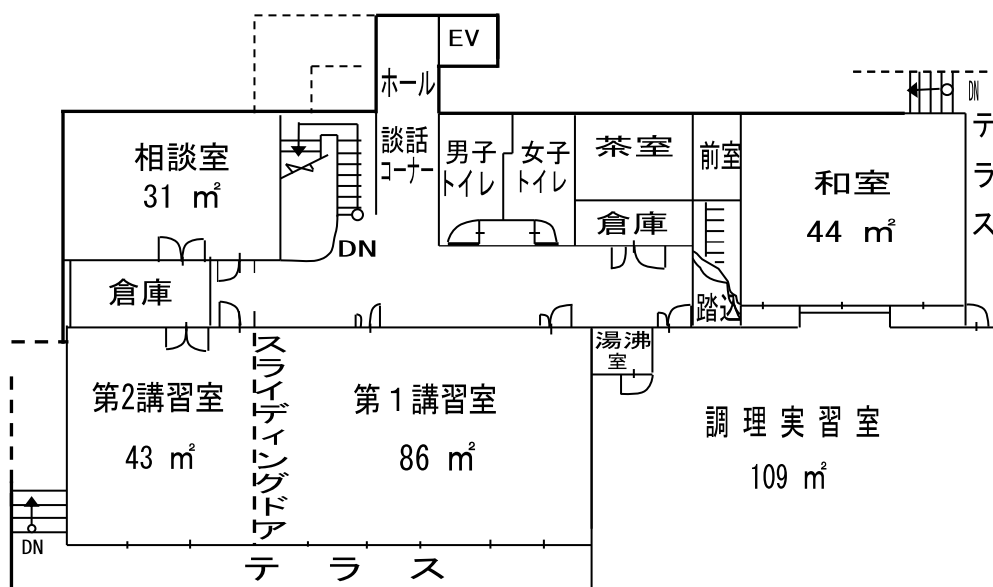 EV
ホール
DN
談話
コーナー
相談室
31 ㎡
男子
トイレ
女子
トイレ
茶室
前室
和室
44 ㎡
テラス
倉庫
DN
倉庫
踏込
湯沸
室
スライディングドア
第2講習室
43 ㎡
第1講習室
86 ㎡
調理実習室
109 ㎡
DN
テラス